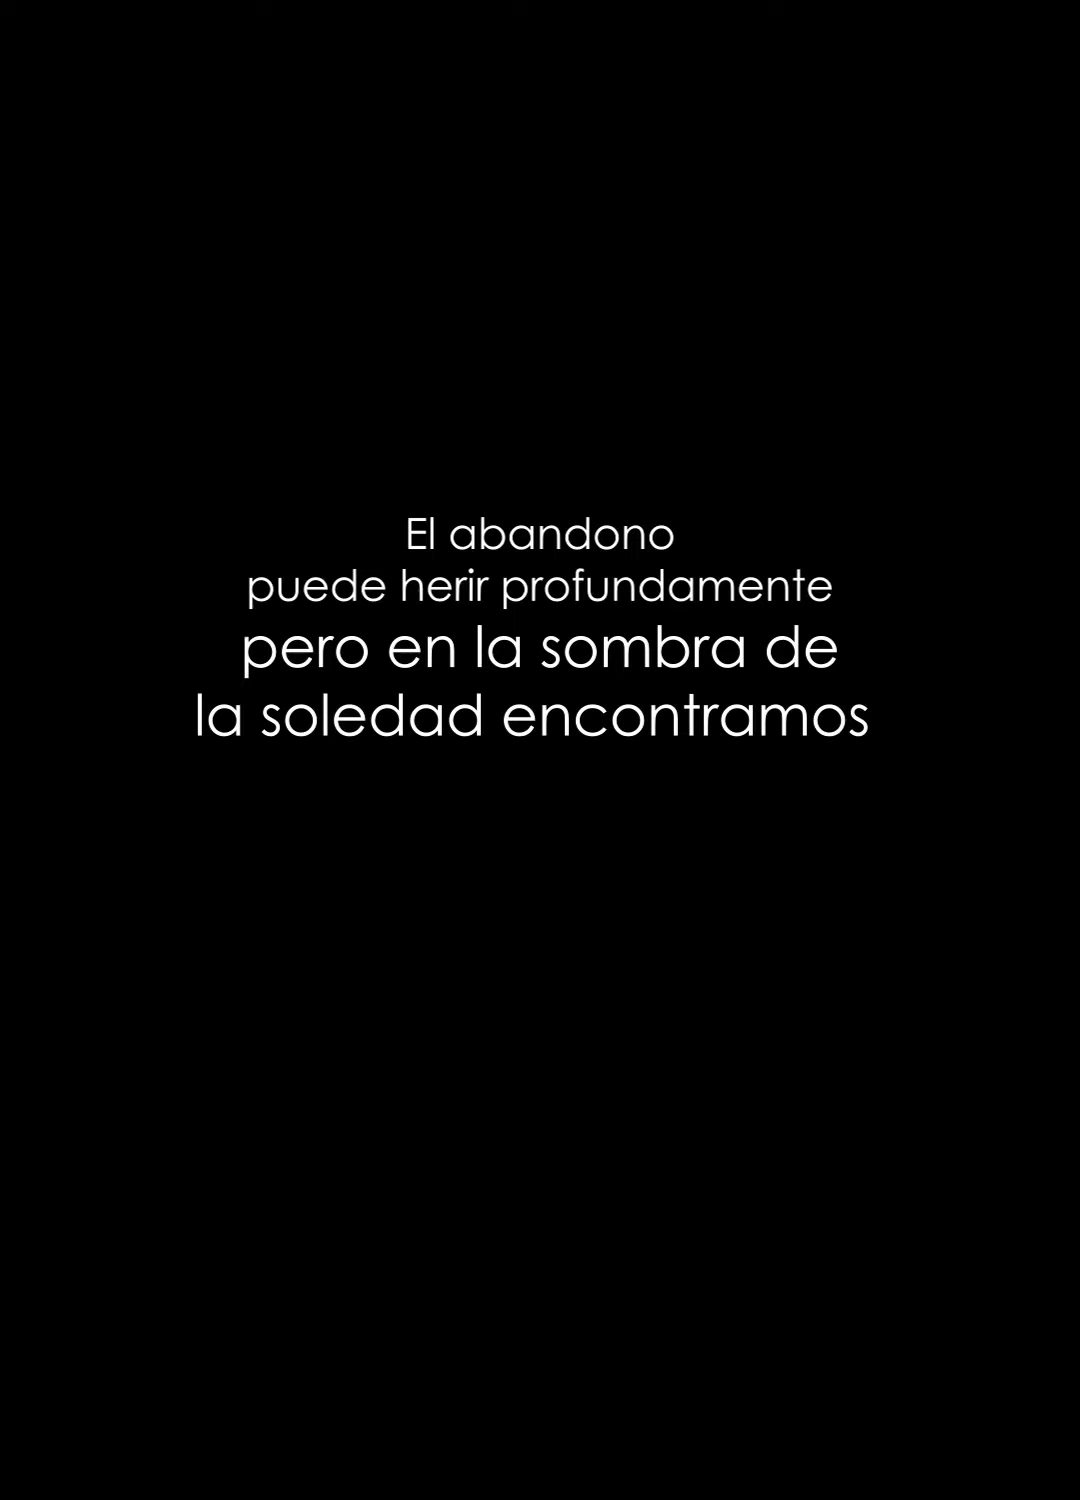 El abandono
puede herir profundamente
pero en la sombra de
la soledad encontramos